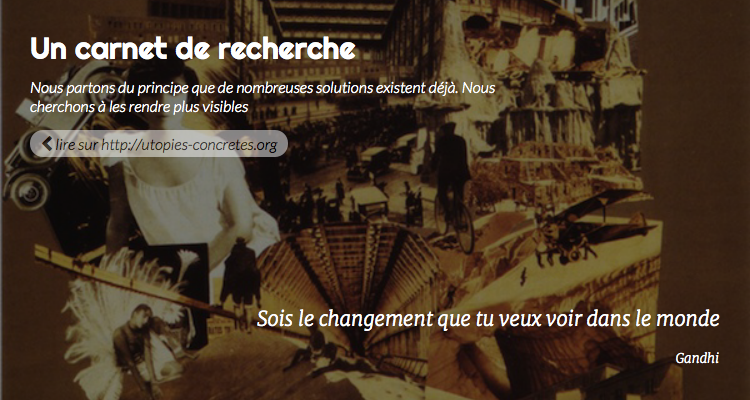 Un carnet de recherche
Nous partons du principe que de nombreuses solutions existent déjà. Nous
cherchons à les rendre plus visibles
lire sur http://utopies-concretes.org
Sois le changement que tu veux voir dans le monde
Gandhi